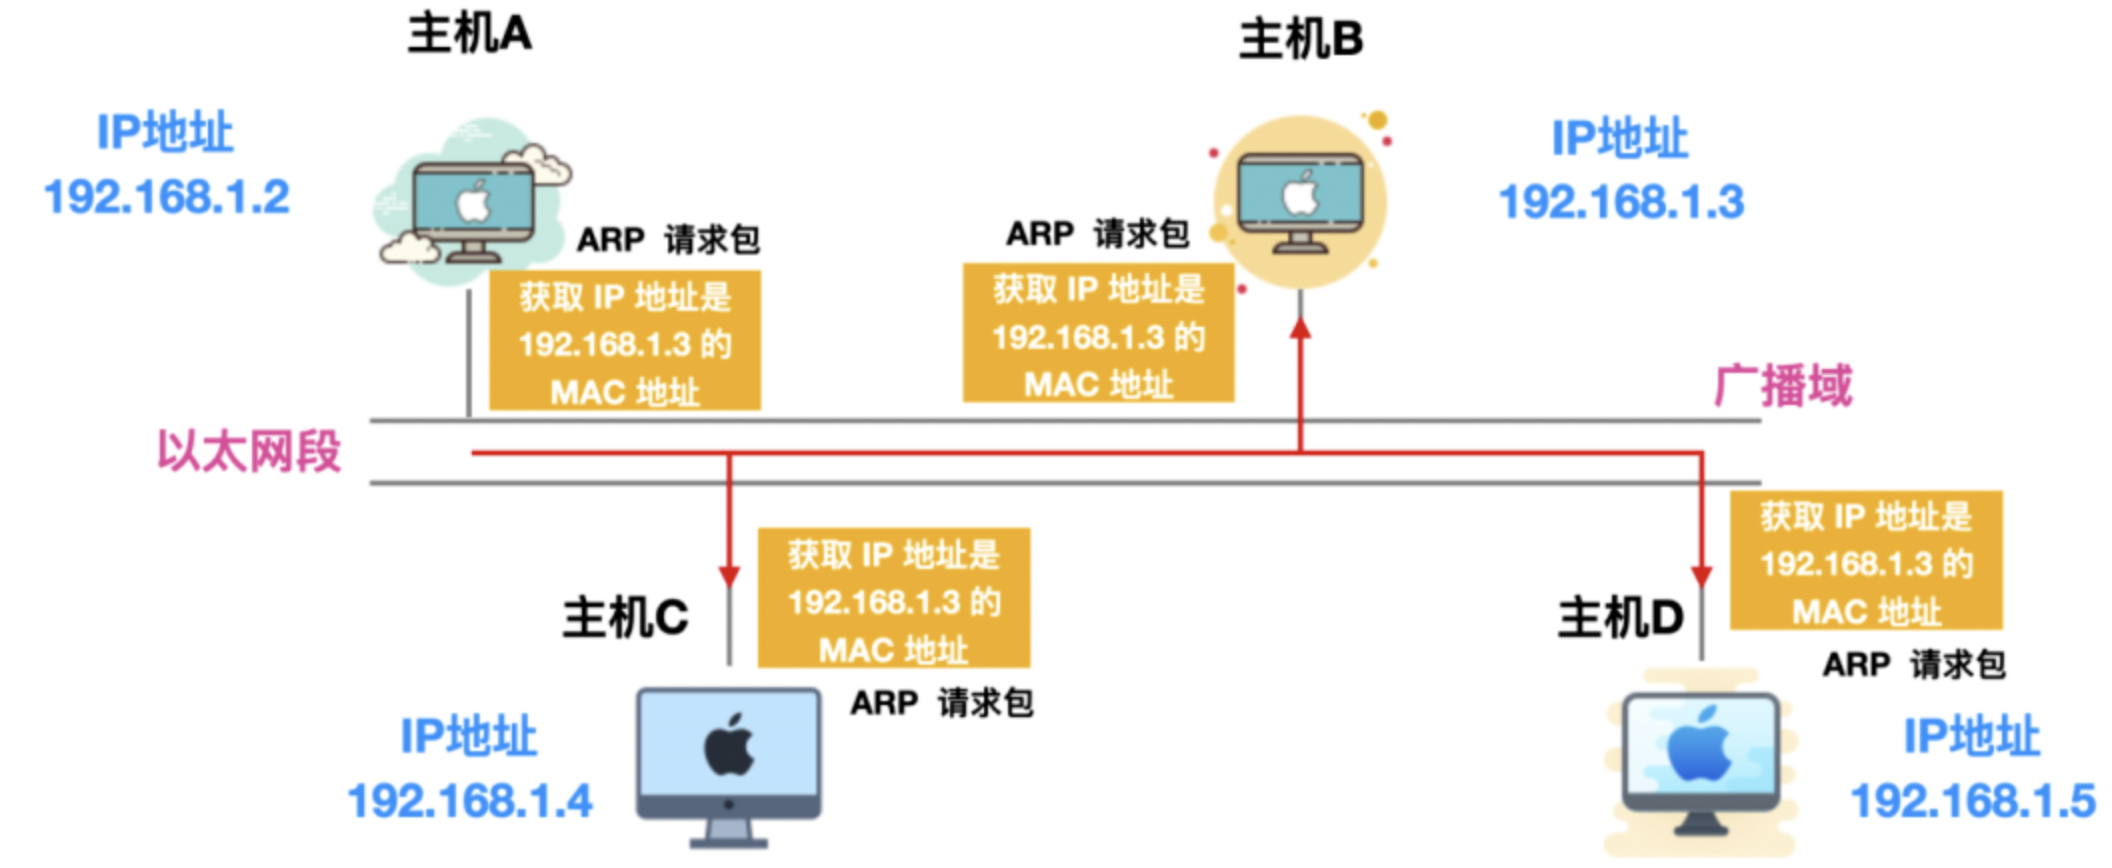 主机A
主机B
IP地址
192.168.1.2
IP地址
192.168.1.3
ARP 请求包
获取 IP 地址是
192.168.1.3 的
MAC 地址
ARP 请求包
获取 IP 地址是
192.168.1.3 的
MAC 地址
广播域
以太网段
获取 IP 地址是
192.168.1.3 的
MAC 地址
主机C
ARP 请求包
IP地址
192.168.1.4
获取 IP 地址是
192.168.1.3 的
MAC 地址
主机D
ARP 请求包
IP地址
192.168.1.5